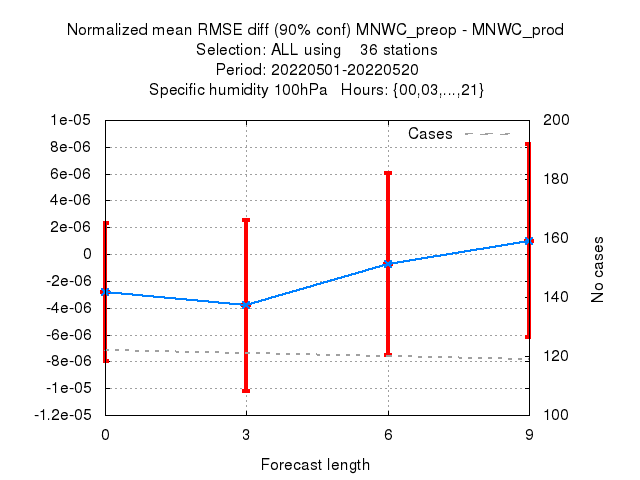 Normalized mean RMSE diff (90% conf) MNWC_preop - MNWC_prod
Selection: ALL using    36 stations
Period: 20220501-20220520
Specific humidity 100hPa   Hours: {00,03,...,21}
Cases
1e-05
8e-06
6e-06
4e-06
2e-06
0
-2e-06
-4e-06
-6e-06
-8e-06
-1e-05
-1.2e-05
200
180
160
140
120
100
No cases
0 3 6 9
Forecast length